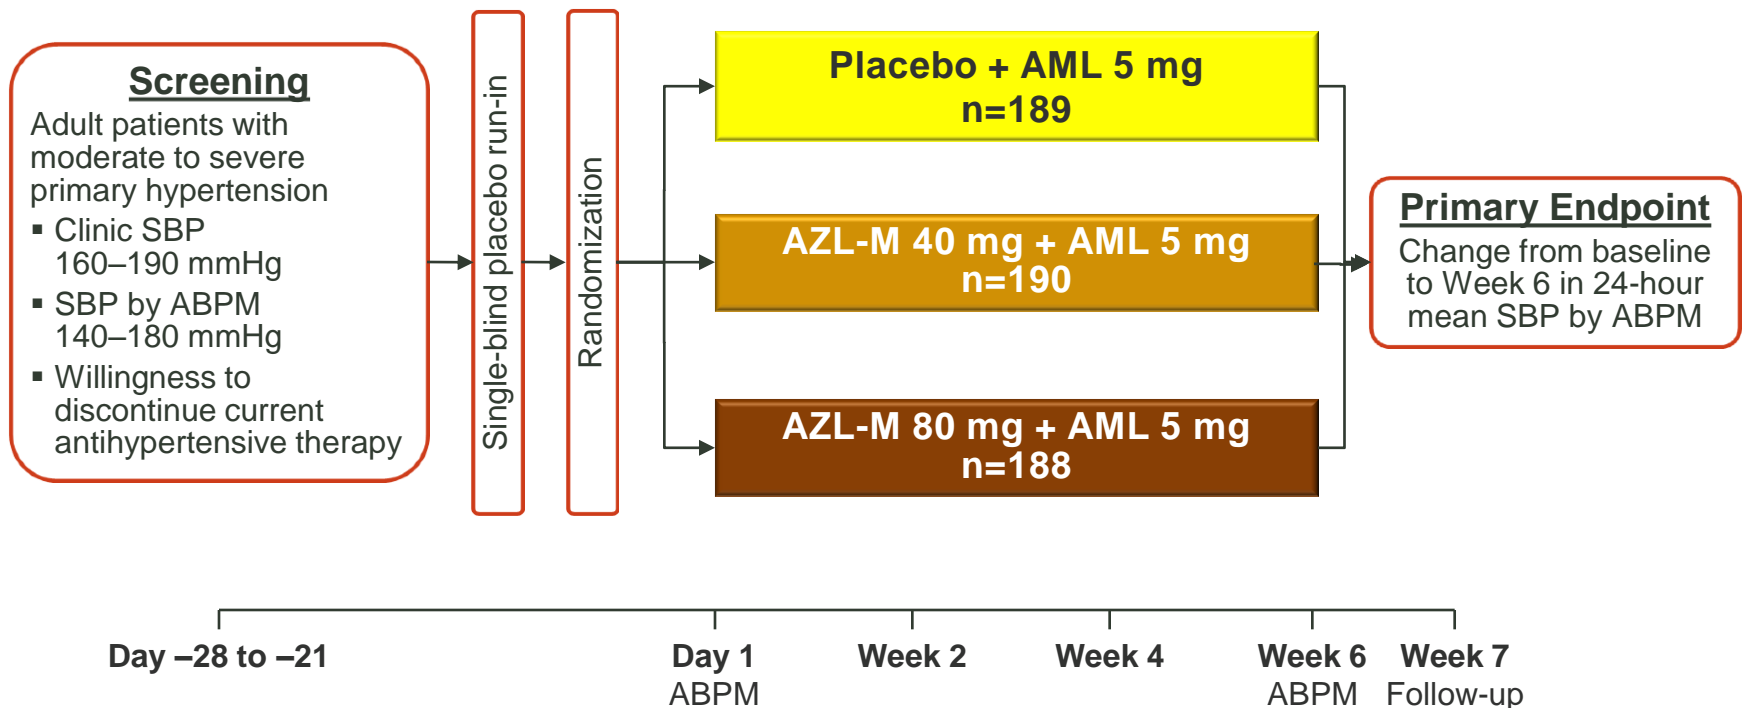 Screening
Adult patients with
moderate to severe
primary hypertension
▪ Clinic SBP
160–190 mmHg
▪ SBP by ABPM
140–180 mmHg
▪ Willingness to
discontinue current
antihypertensive therapy
Single-blind placebo run-in
Randomization
Placebo + AML 5 mg
n=189
AZL-M 40 mg + AML 5 mg
n=190
AZL-M 80 mg + AML 5 mg
n=188
Primary Endpoint
Change from baseline
to Week 6 in 24-hour
mean SBP by ABPM
Day –28 to –21
Day 1
ABPM
Week 2
Week 4
Week 6
ABPM
Week 7
Follow-up